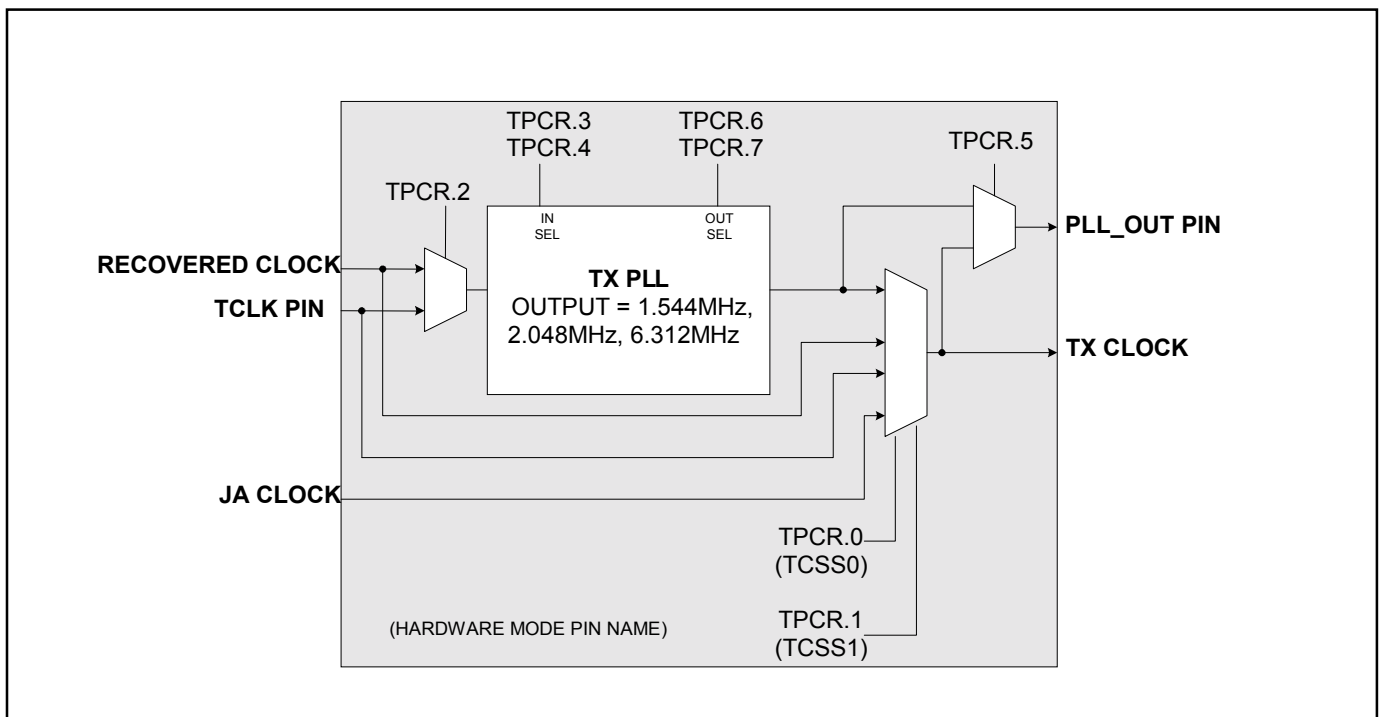 TPCR.3
TPCR.4
TPCR.6
TPCR.7
TPCR.5
TPCR.2
IN
SEL
OUT
SEL
PLL_OUT PIN
RECOVERED CLOCK
TCLK PIN
TX PLL
OUTPUT = 1.544MHz,
2.048MHz, 6.312MHz
TX CLOCK
JA CLOCK
TPCR.0
(TCSS0)
TPCR.1
(TCSS1)
(HARDWARE MODE PIN NAME)